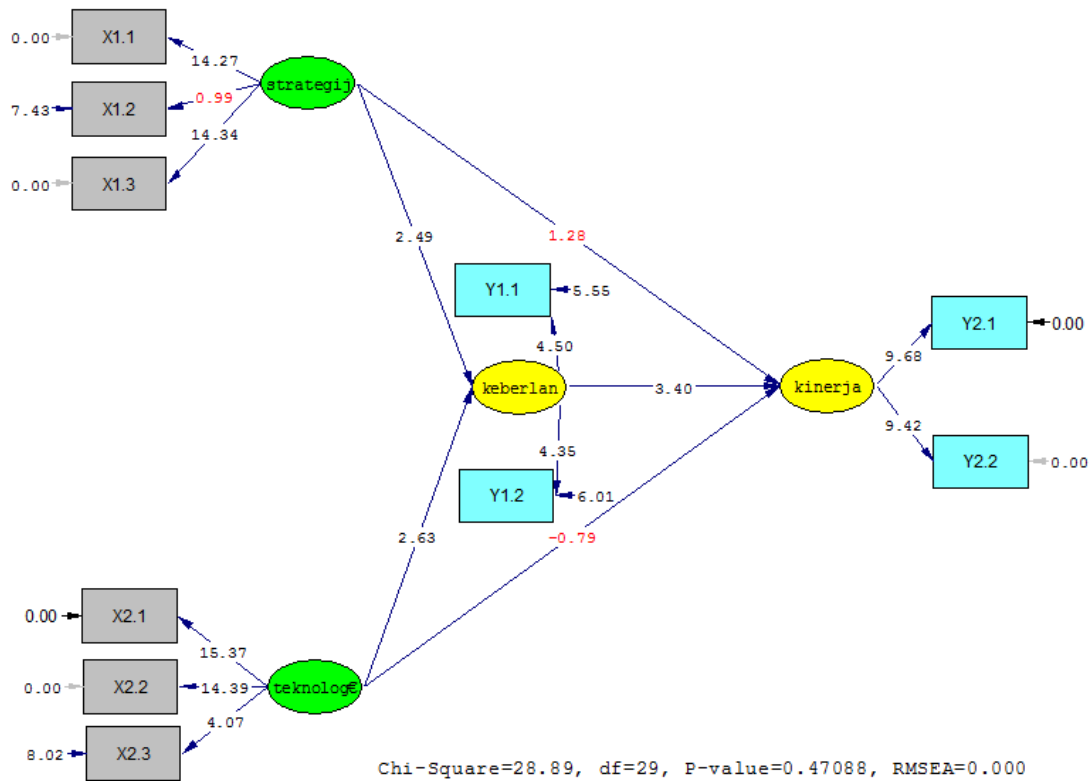 0.00
X1.1
14.27
strategij
7.43
X1.2
0.99
14.34
0.00
X1.3
2.49
1.28
Y1.1
5.55
4.50
keberlan
3.40
kinerja
9.68
Y2.1
0.00
9.42
Y2.2
0.00
4.35
Y1.2
6.01
2.63
-0.79
0.00
X2.1
15.37
0.00
X2.2
14.39
teknolog€
4.07
8.02
X2.3
Chi-Square=28.89, df=29, P-value=0.47088, RMSEA=0.000